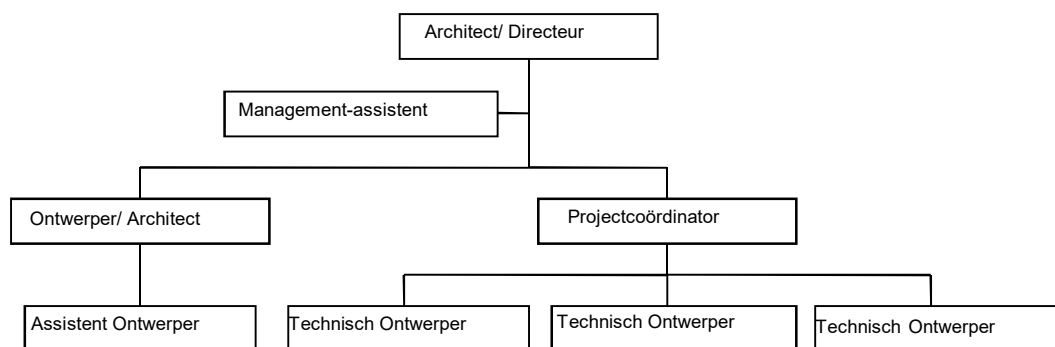 Architect/ Directeur
Management-assistent
Ontwerper/ Architect
Projectcoördinator
Assistent Ontwerper
Technisch Ontwerper
Technisch Ontwerper
Technisch Ontwerper